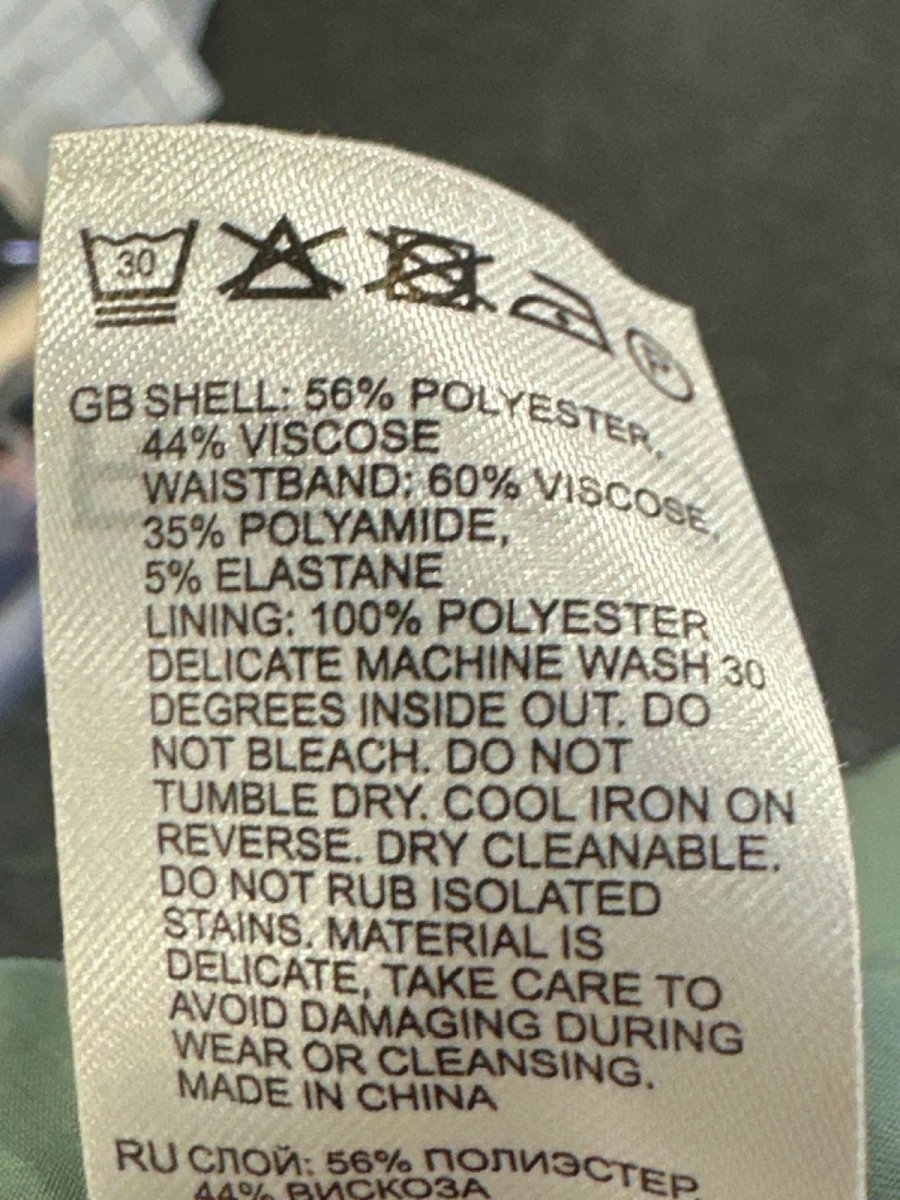 30
P
GB SHELL: 56% POLYESTER,
44% VISCOSE
WAISTBAND: 60% VISCOSE,
35% POLYAMIDE,
5% ELASTANE
LINING: 100% POLYESTER
DELICATE MACHINE WASH 30
DEGREES INSIDE OUT. DO
NOT BLEACH. DO NOT
TUMBLE DRY. COOL IRON ON
REVERSE. DRY CLEANABLE.
DO NOT RUB ISOLATED
STAINS. MATERIAL IS
DELICATE, TAKE CARE TO
AVOID DAMAGING DURING
WEAR OR CLEANSING.
MADE IN CHINA
RU СЛОЙ: 56% ПОЛИЭСТЕР,
44% ВИСКОЗА